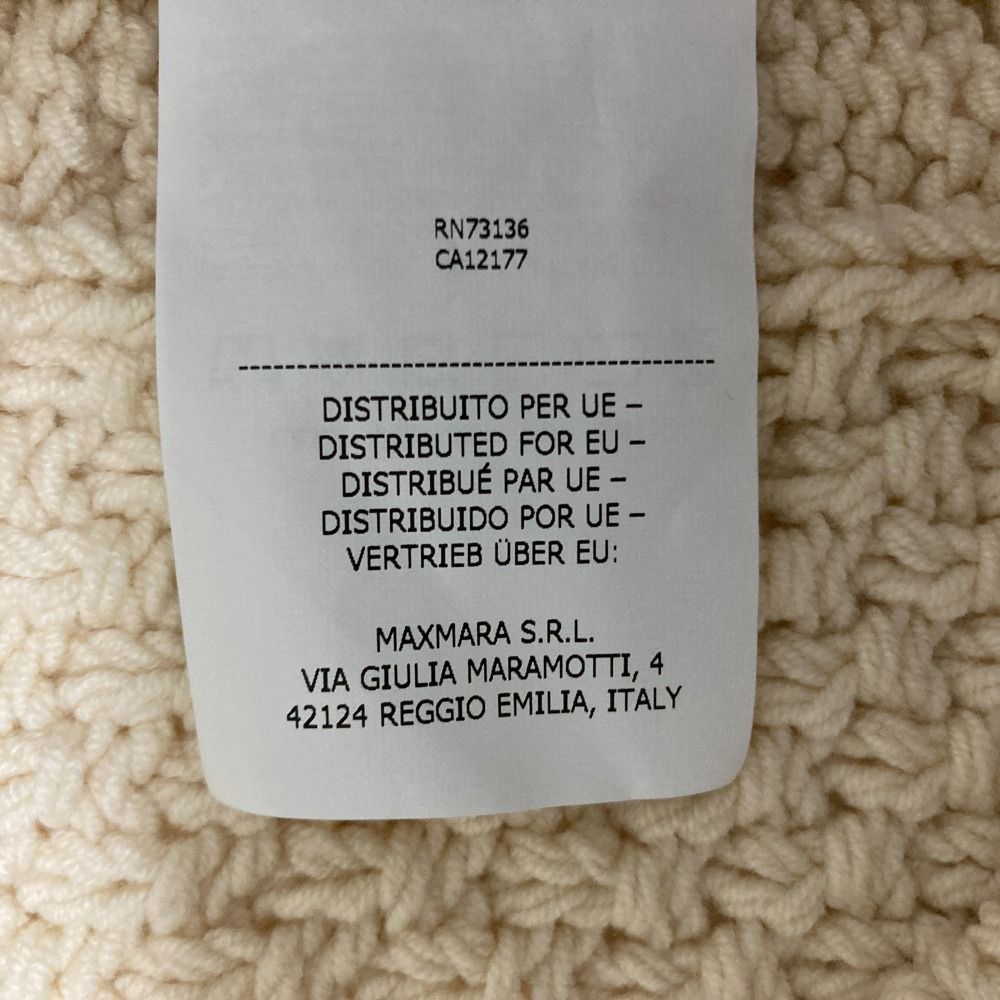 RN73136
CA12177
DISTRIBUITO PER UE –
DISTRIBUTED FOR EU –
DISTRIBUÉ PAR UE –
DISTRIBUIDO POR UE –
VERTRIEB ÜBER EU:
MAXMARA S.R.L.
VIA GIULIA MARAMOTTI, 4
42124 REGGIO EMILIA, ITALY